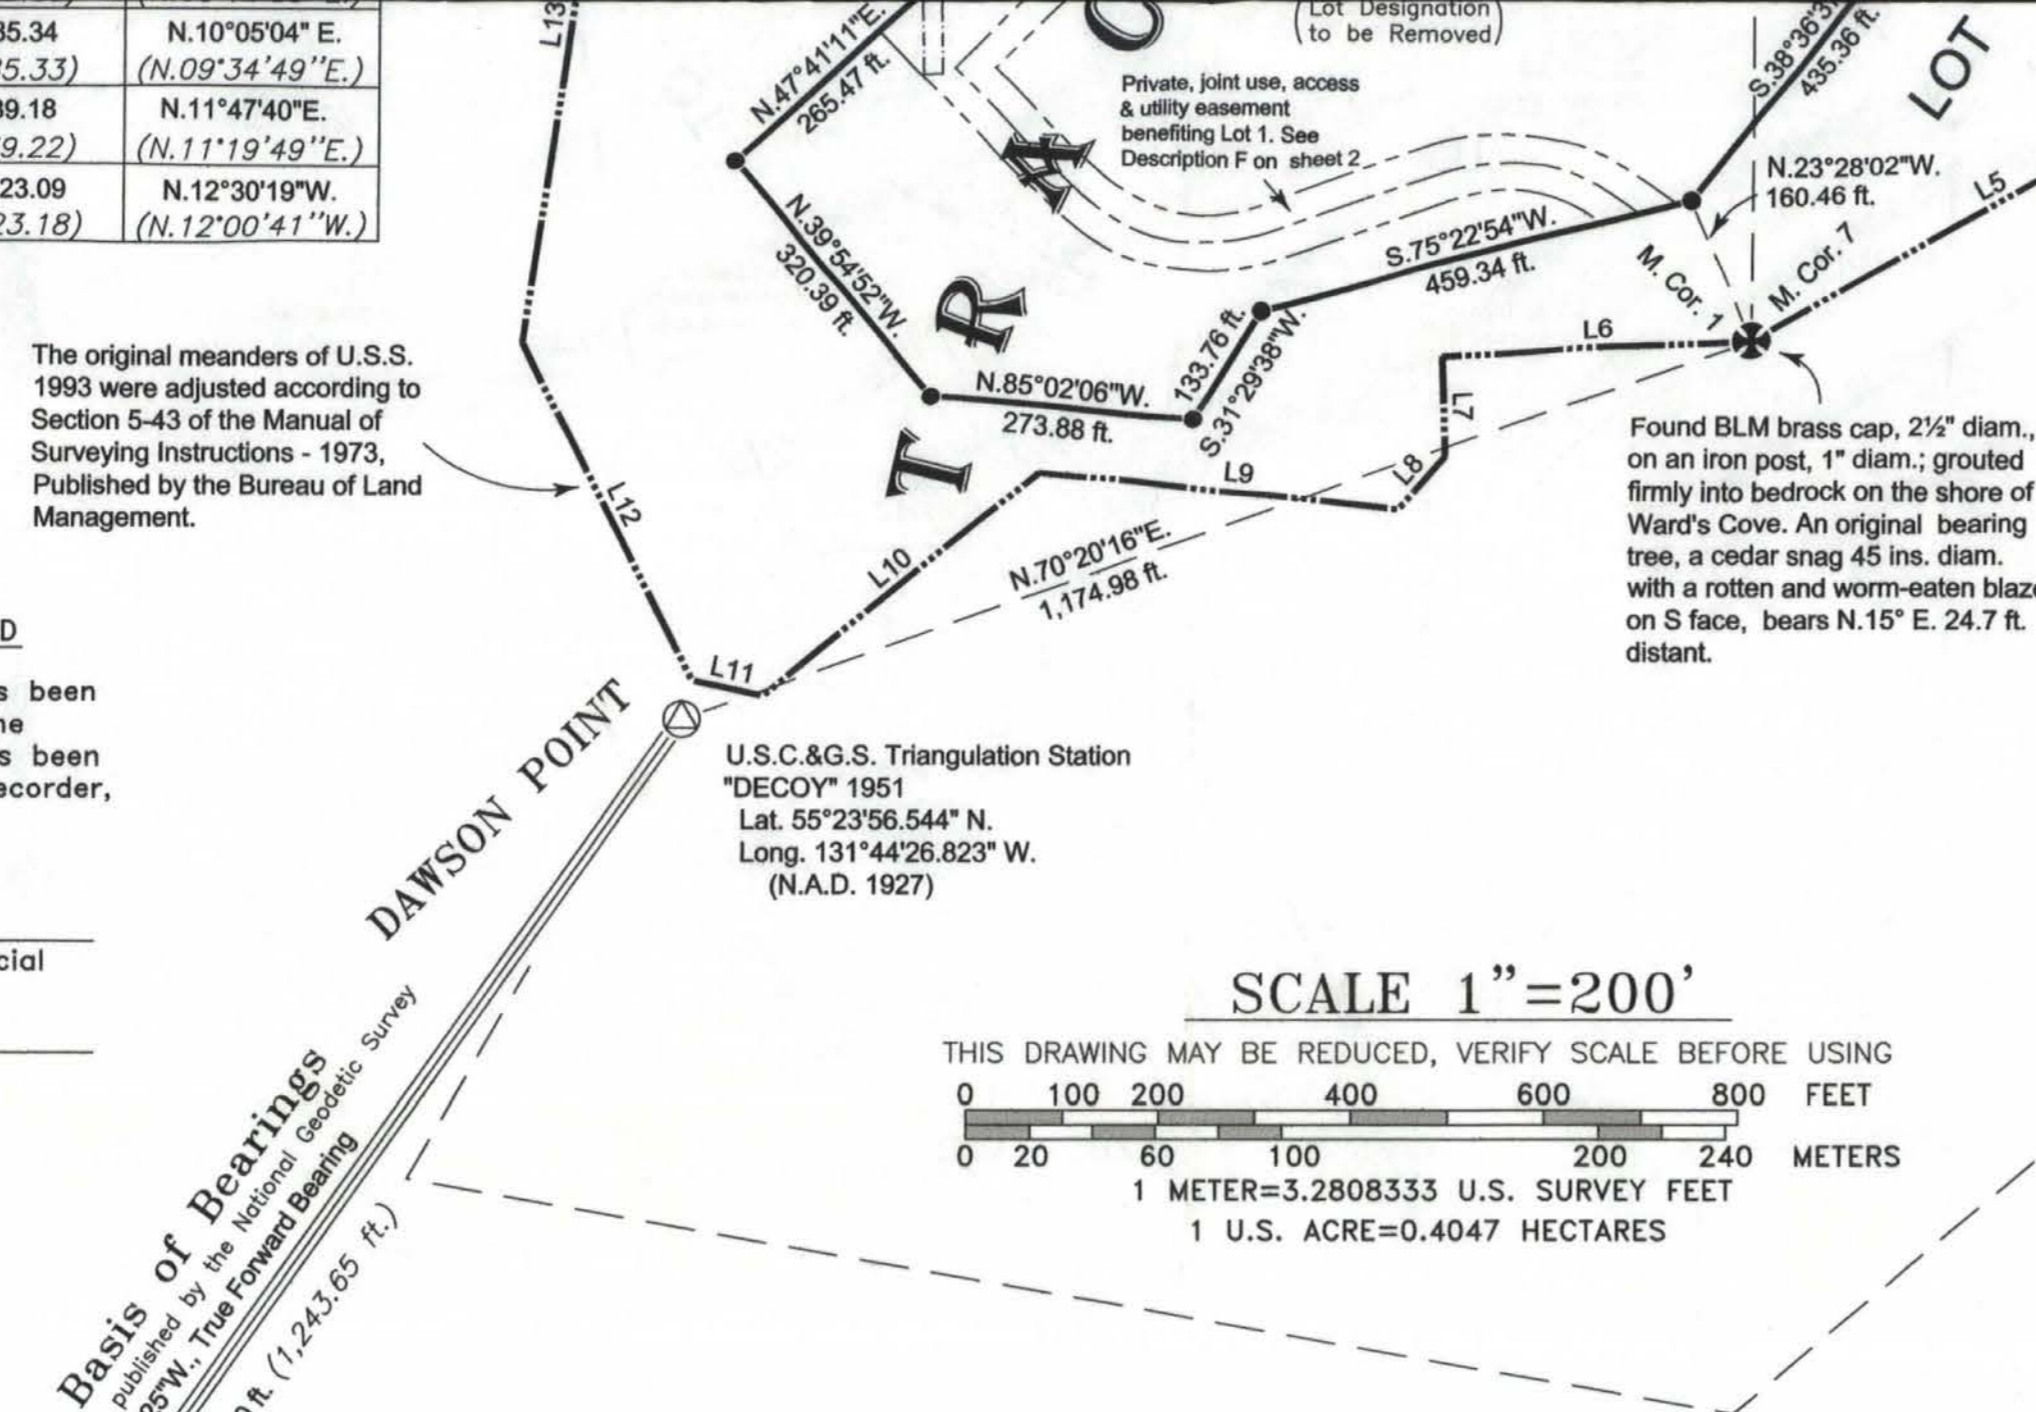 35.34 N.10°05'04" E.
(N.09°34'49"E.)
39.18 N.11°47'40"E.
9.22) (N.11°19'49"E.)
23.09 N.12°30'19"W.
23.18) (N.12°00'41"W.)
L13
N.47°41'11"E.
265.47 ft.
(Lot Designation
to be Removed)
Private, joint use, access
& utility easement
benefiting Lot 1. See
Description F on sheet 2
435.36 ft.
LOT
N.23°28'02"W.
160.46 ft.
L5
S.75°22'54"W.
459.34 ft.
M. Cor. 1
M. Cor. 7
N.39°54'52"W.
320.39 ft.
T R A C
133.76 ft.
S.31°29'38"W.
N.85°02'06"W.
273.88 ft.
L6
L7
L8
L9
L10
L11
L12
The original meanders of U.S.S.
1993 were adjusted according to
Section 5-43 of the Manual of
Surveying Instructions - 1973,
Published by the Bureau of Land
Management.
Found BLM brass cap, 2½" diam.,
on an iron post, 1" diam.; grouted
firmly into bedrock on the shore of
Ward's Cove. An original bearing
tree, a cedar snag 45 ins. diam.
with a rotten and worm-eaten blaze
on S face, bears N.15° E. 24.7 ft.
distant.
N.70°20'16"E.
1,174.98 ft.
D
s been
s been
ecorder,
cial
DAWSON POINT
U.S.C.&G.S. Triangulation Station
"DECOY" 1951
Lat. 55°23'56.544" N.
Long. 131°44'26.823" W.
(N.A.D. 1927)
Basis of Bearings
published by the National Geodetic Survey
25"W., True Forward Bearing
ft. (1,243.65 ft.)
SCALE 1"=200'
THIS DRAWING MAY BE REDUCED, VERIFY SCALE BEFORE USING
0 100 200 400 600 800 FEET
0 20 60 100 200 240 METERS
1 METER=3.2808333 U.S. SURVEY FEET
1 U.S. ACRE=0.4047 HECTARES